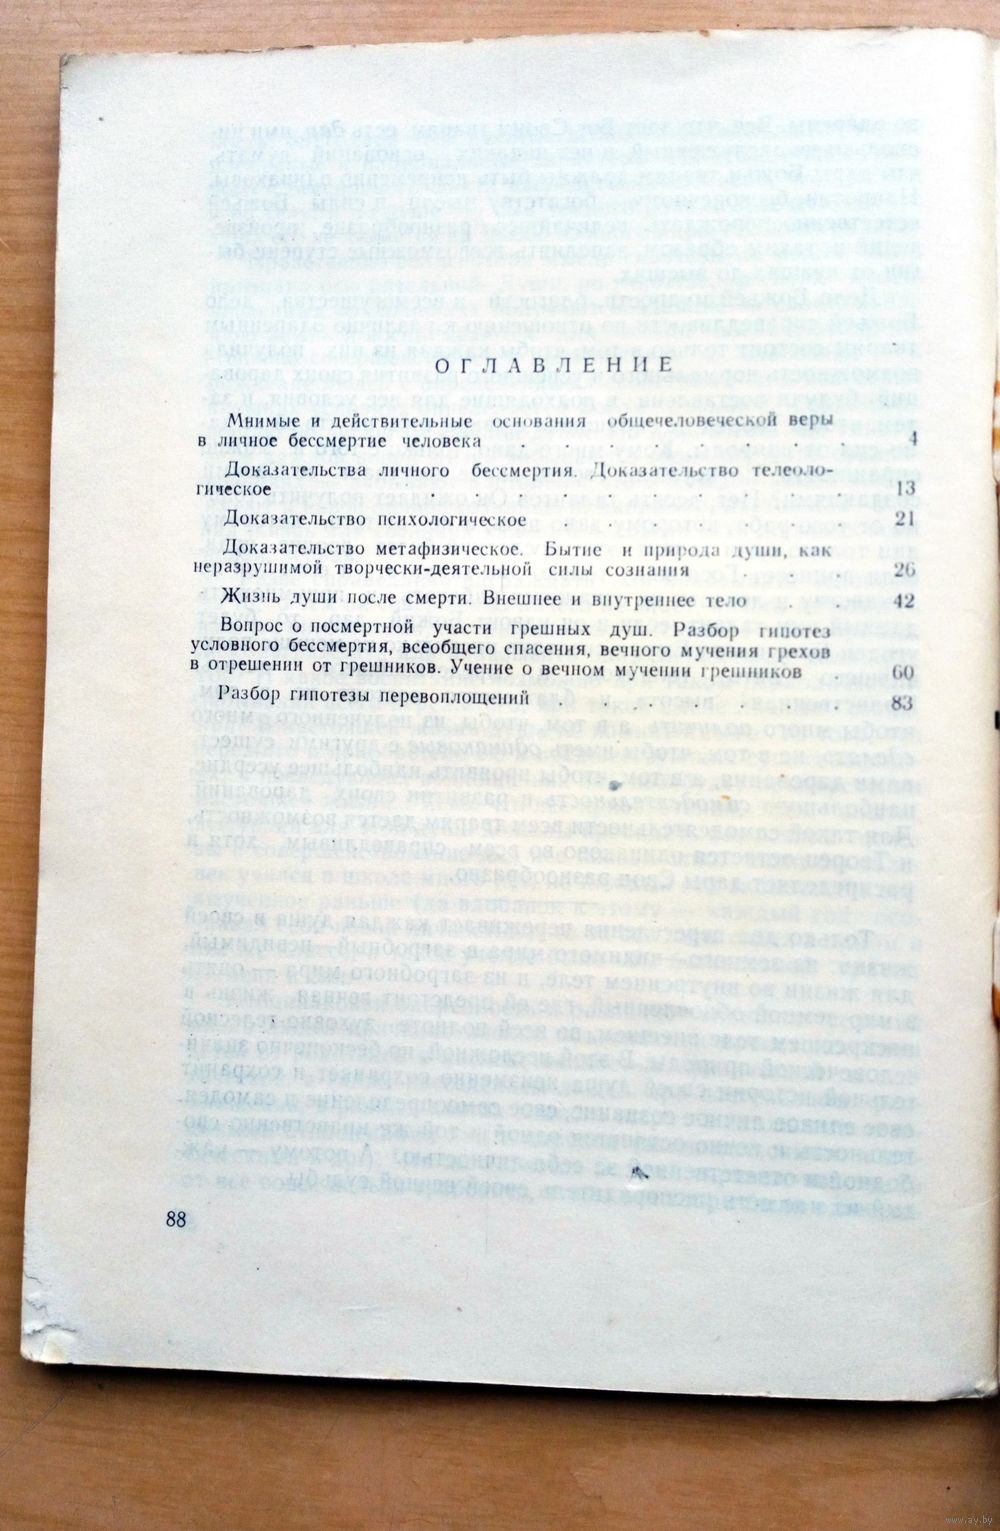 ОГЛАВЛЕНИЕ
Мнимые и действительные основания общечеловеческой веры
в личное бессмертие человека . . . . . . . . . 4
Доказательства личного бессмертия. Доказательство телеоло-
гическое . . . . . . . . . 13
Доказательство психологическое . . . . . . 21
Доказательство метафизическое. Бытие и природа души, как
неразрушимой творчески-деятельной силы сознания . . . . 26
Жизнь души после смерти. Внешнее и внутреннее тело . . . 42
Вопрос о посмертной участи грешных душ. Разбор гипотез
условного бессмертия, всеобщего спасения, вечного мучения грехов
в отрешении от грешников. Учение о вечном мучении грешников 60
Разбор гипотезы перевоплощений . . . . . . . 83
88
www.ay.by